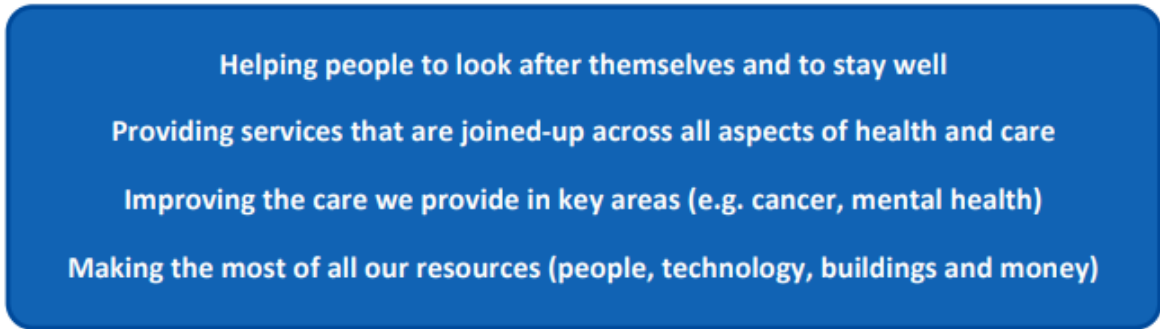 Helping people to look after themselves and to stay well
Providing services that are joined-up across all aspects of health and care
Improving the care we provide in key areas (e.g. cancer, mental health)
Making the most of all our resources (people, technology, buildings and money)